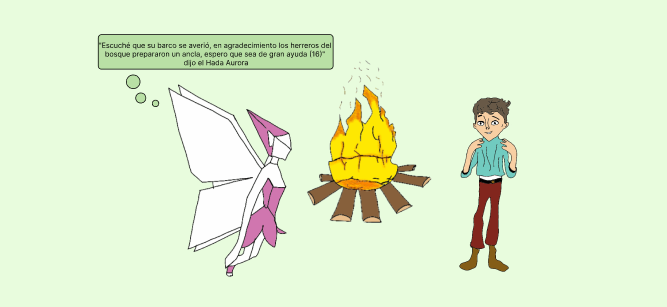 "Escuché que su barco se averió, en agradecimiento los herreros del
bosque prepararon un ancla, espero que sea de gran ayuda (16)"
dijo el Hada Aurora